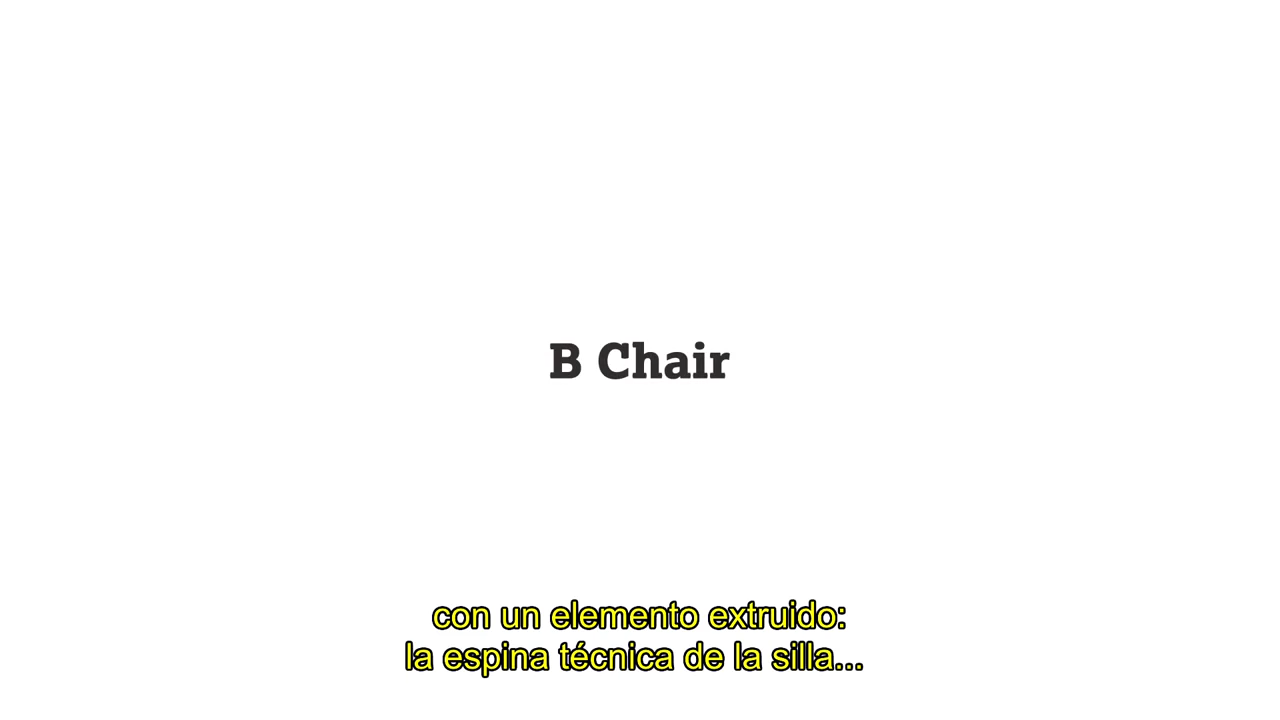 B Chair
con un elemento extruido:
la espina técnica de la silla...